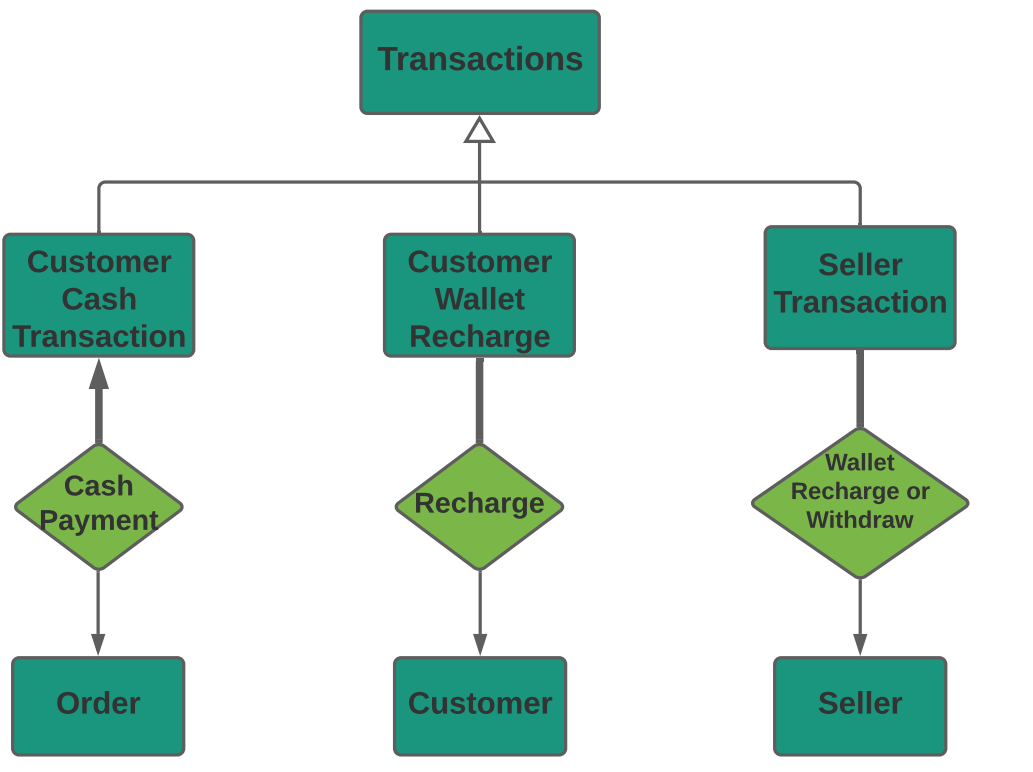 Transactions
Customer
Cash
Transaction
Customer
Wallet
Recharge
Seller
Transaction
Cash
Payment
Recharge
Wallet
Recharge or
Withdraw
Order
Customer
Seller